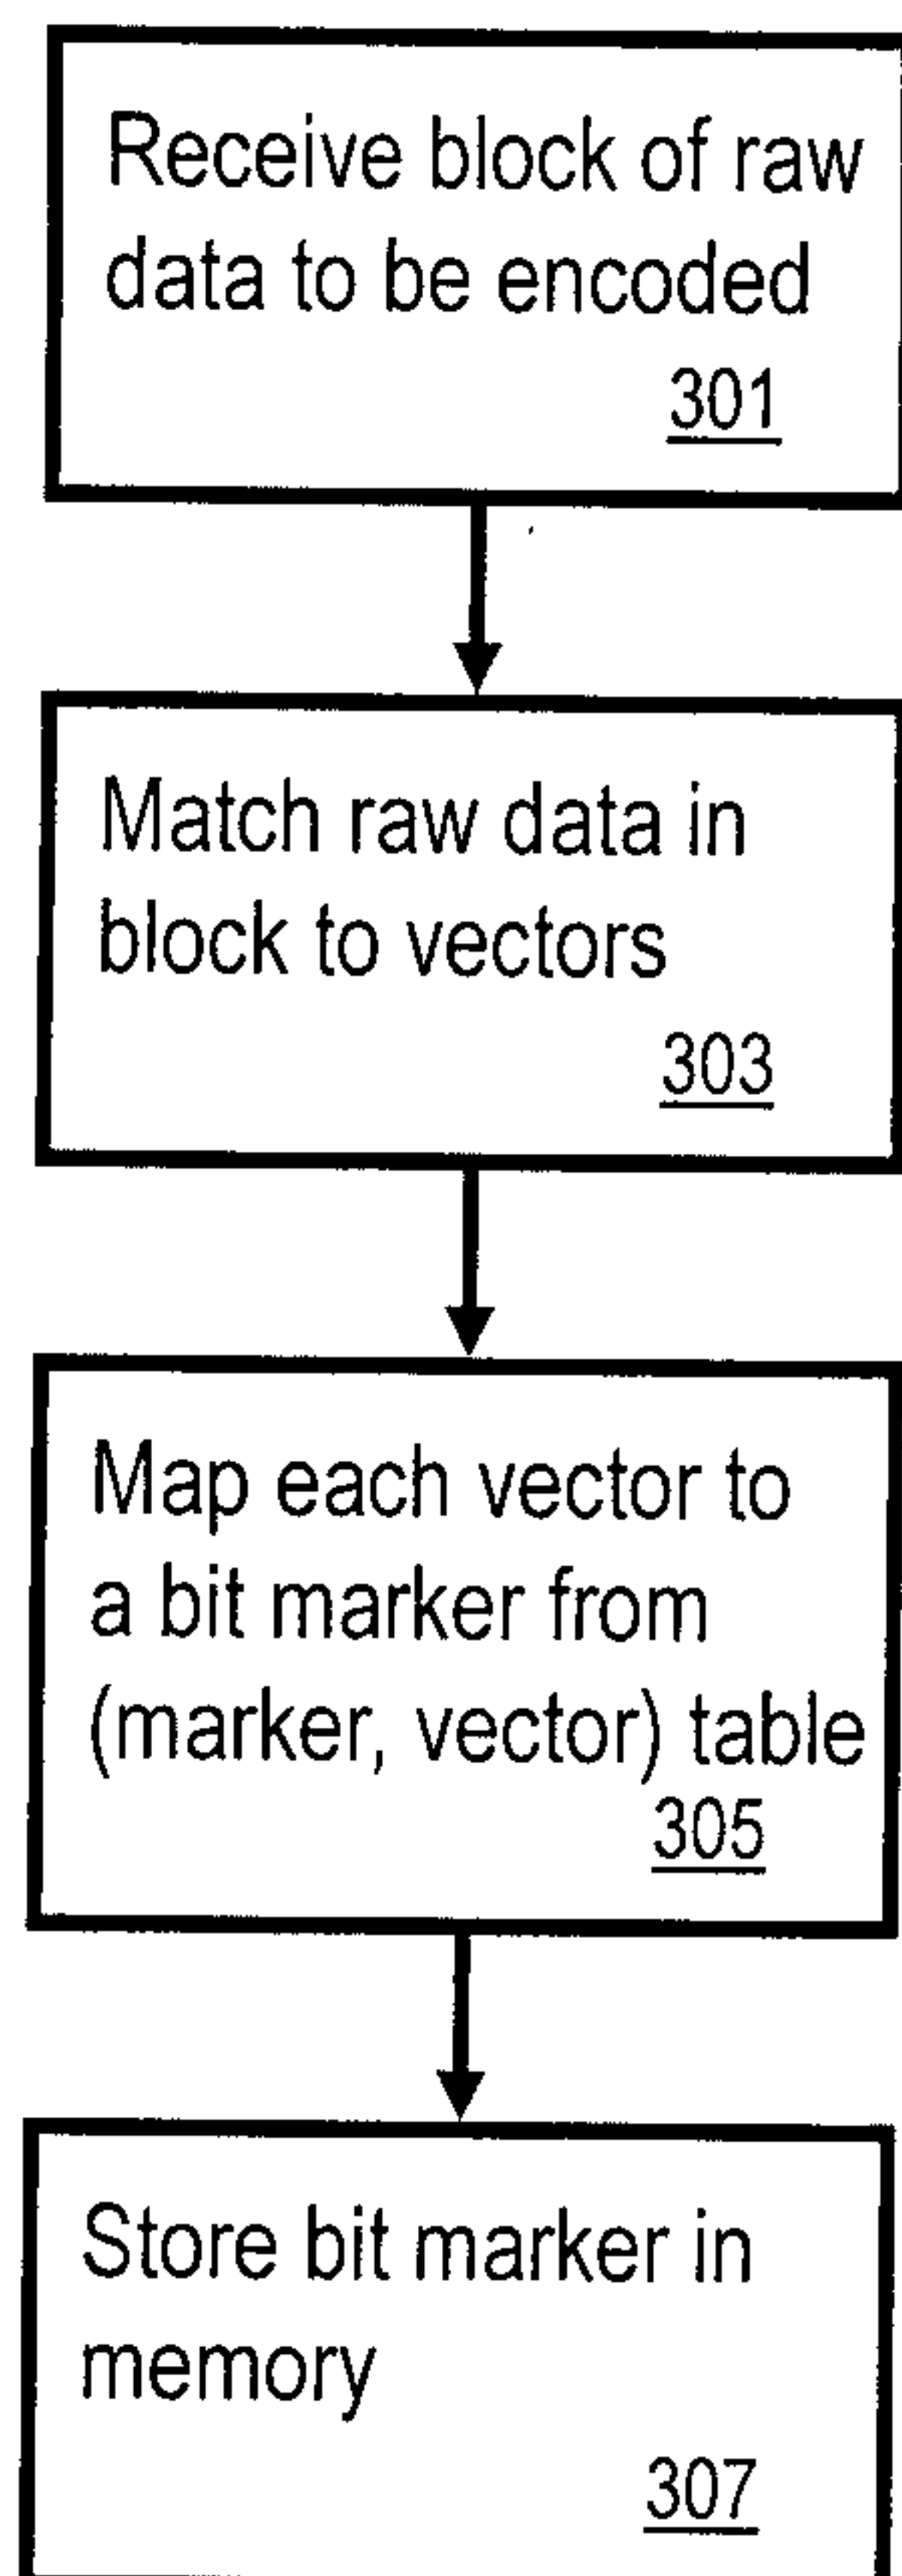 Receive block of raw
data to be encoded
301
Match raw data in
block to vectors
303
Map each vector to
a bit marker from
(marker, vector) table
305
Store bit marker in
memory
307